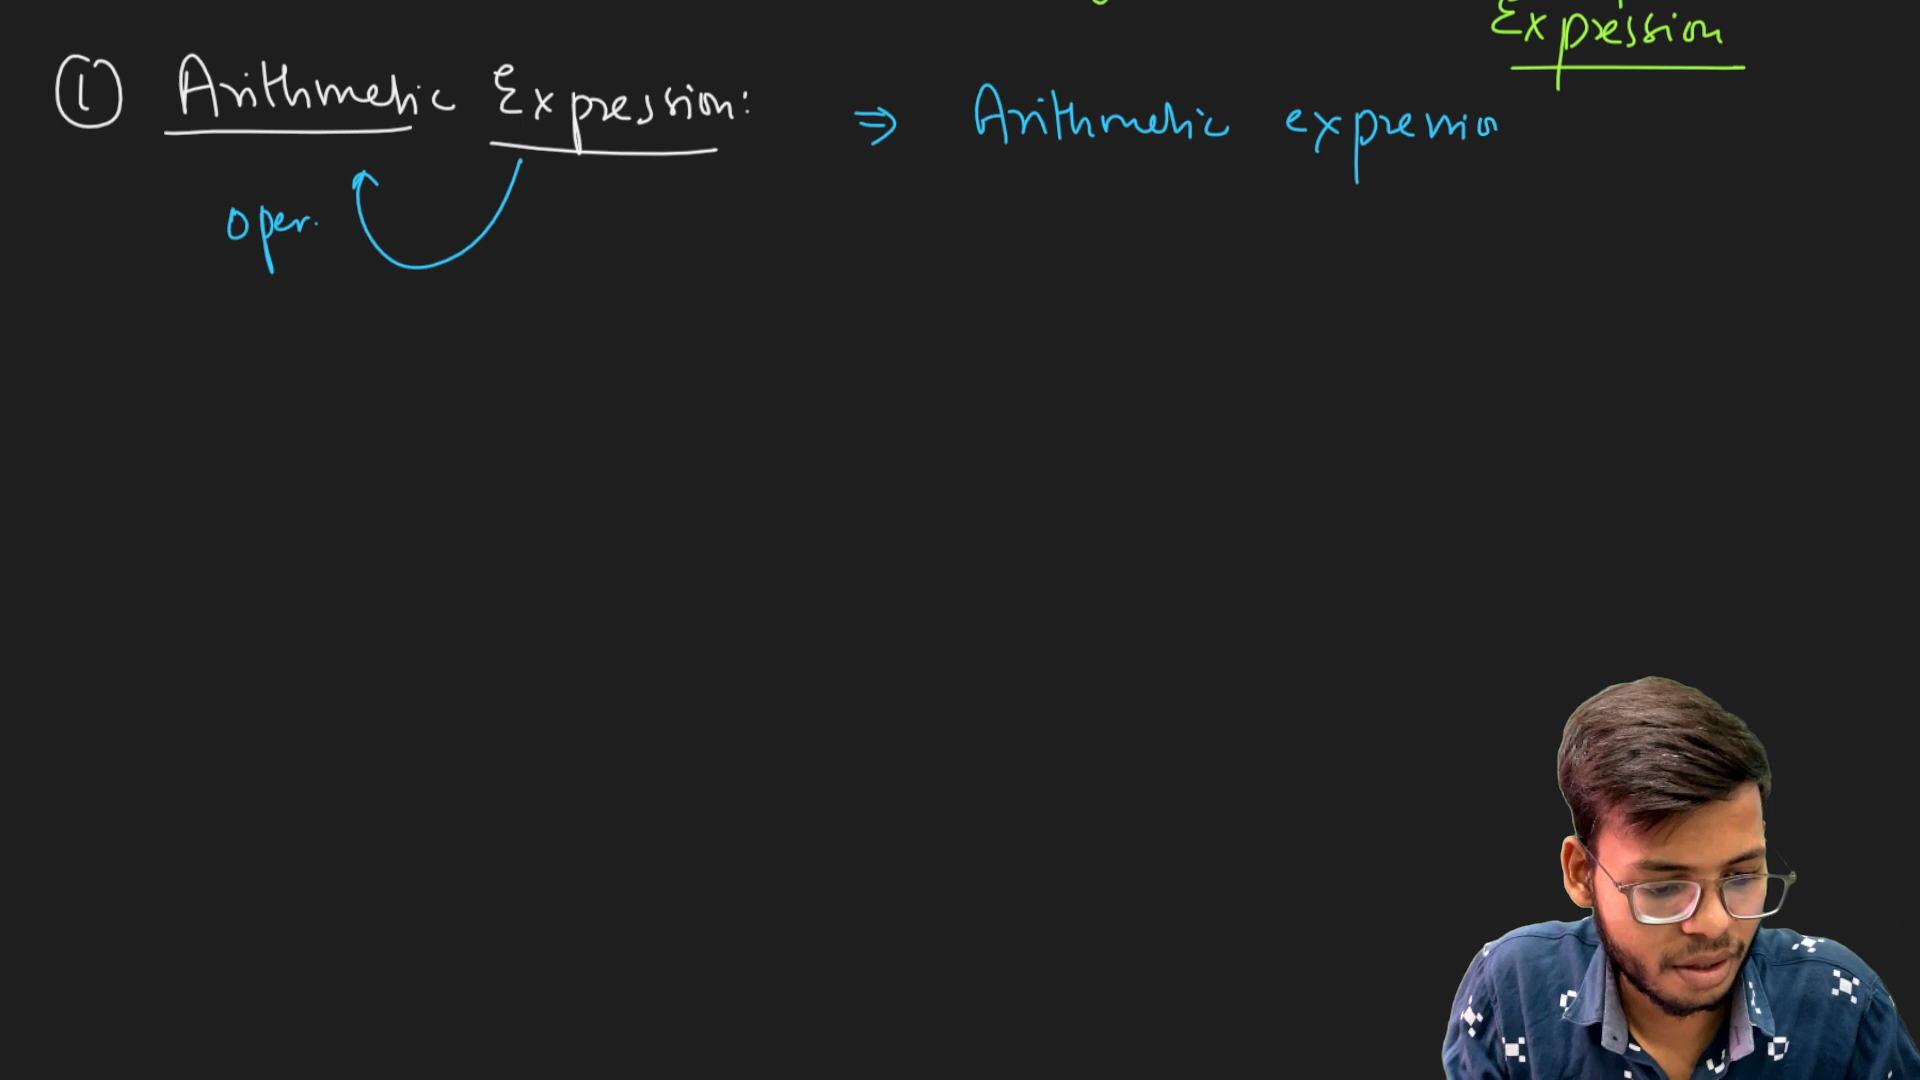 Expression
① Arithmetic Expression: ⇒ Arithmetic expressio
oper.